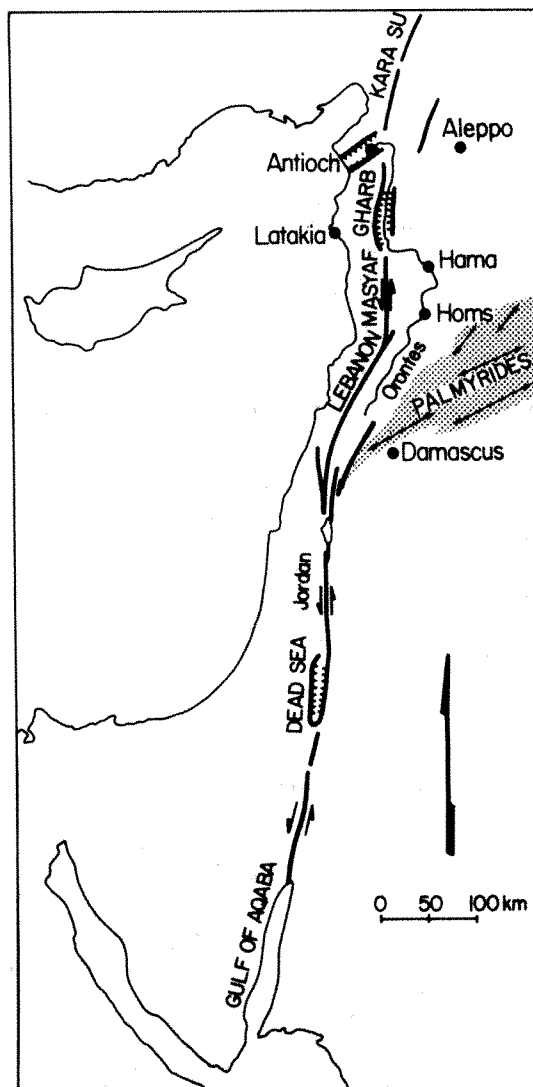 KARA SU
Aleppo
Antioch
GHARB
Latakia
Hama
MASYAF
Homs
LEBANON
Orontes
PALMYRIDES
Damascus
Jordan
DEAD SEA
0 50 100 km
GULF OF AQABA